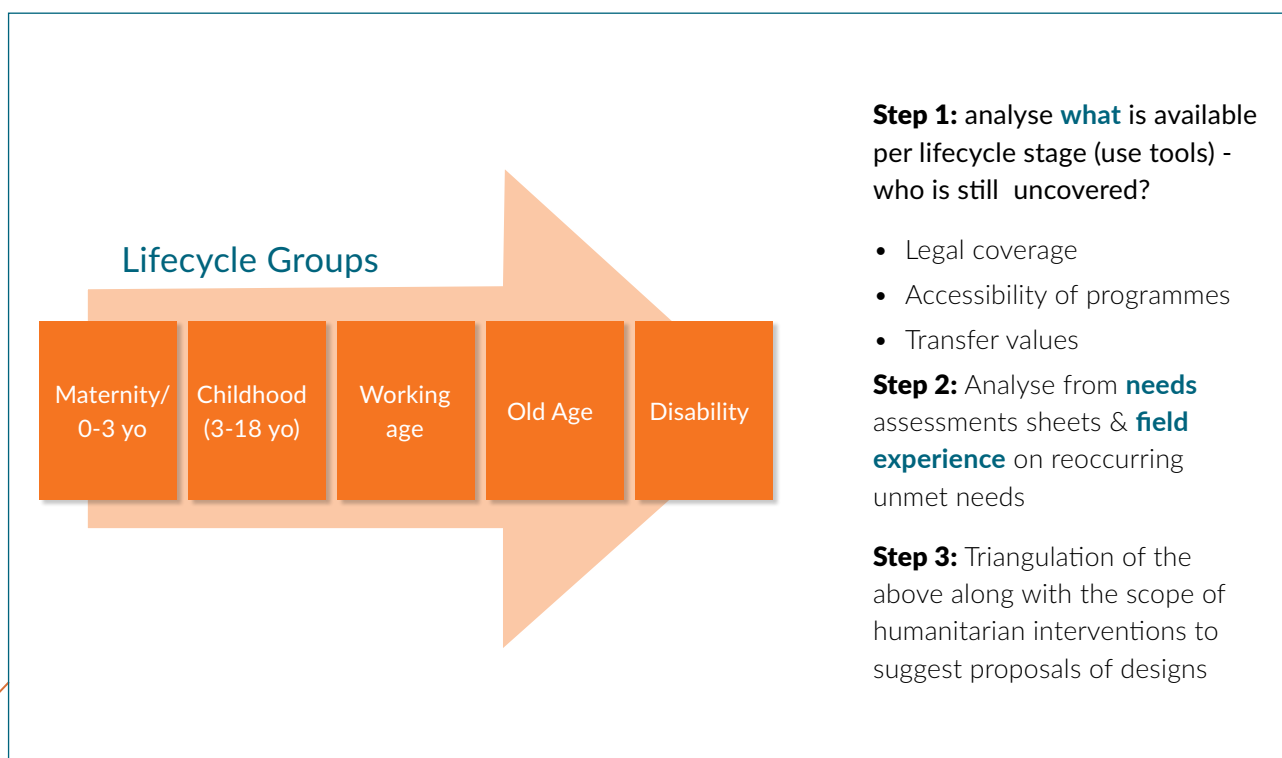 Lifecycle Groups
Maternity/
0-3 yo
Childhood
(3-18 yo)
Working
age
Old Age
Disability
Step 1: analyse what is available
per lifecycle stage (use tools) -
who is still uncovered?
• Legal coverage
• Accessibility of programmes
• Transfer values
Step 2: Analyse from needs
assessments sheets & field
experience on reoccurring
unmet needs
Step 3: Triangulation of the
above along with the scope of
humanitarian interventions to
suggest proposals of designs